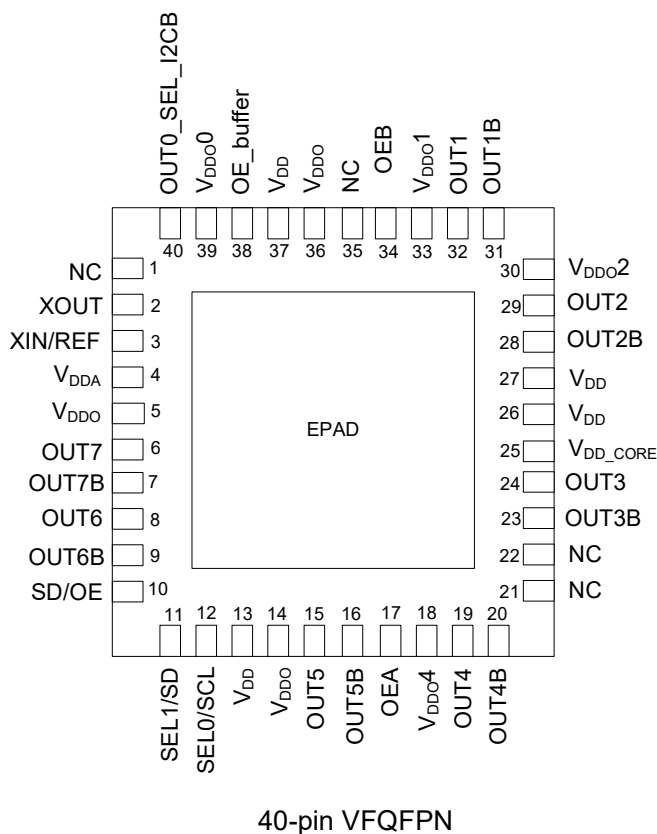 OUT0_SEL_I2CB
VDDO0
OE_buffer
VDD
VDDO
NC
OEB
VDDO1
OUT1
OUT1B
40
39
38
37
36
35
34
33
32
31
NC 1
XOUT 2
XIN/REF 3
VDDA 4
VDDO 5
OUT7 6
OUT7B 7
OUT6 8
OUT6B 9
SD/OE 10
EPAD
30 VDDO2
29 OUT2
28 OUT2B
27 VDD
26 VDD
25 VDD_CORE
24 OUT3
23 OUT3B
22 NC
21 NC
11
12
13
14
15
16
17
18
19
20
SEL1/SD
SEL0/SCL
VDD
VDDO
OUT5
OUT5B
OEA
VDDO4
OUT4
OUT4B
40-pin VFQFPN